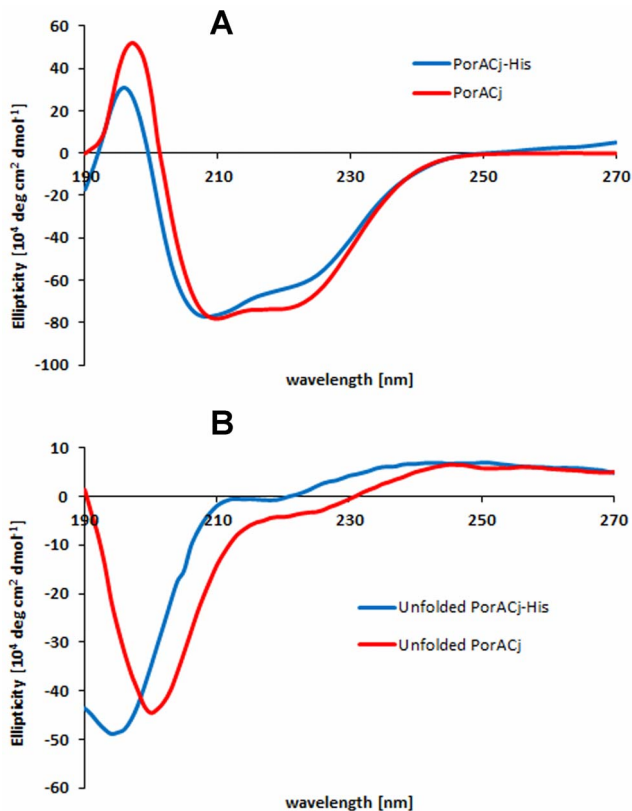 A
60
40
20
0
-20
-40
-60
-80
-100
190
210
230
250
270
Ellipticity [10⁴ deg cm² dmol⁻¹]
wavelength [nm]
PorACj-His
PorACj
B
10
0
-10
-20
-30
-40
-50
-60
190
210
230
250
270
Ellipticity [10⁴ deg cm² dmol⁻¹]
wavelength [nm]
Unfolded PorACj-His
Unfolded PorACj